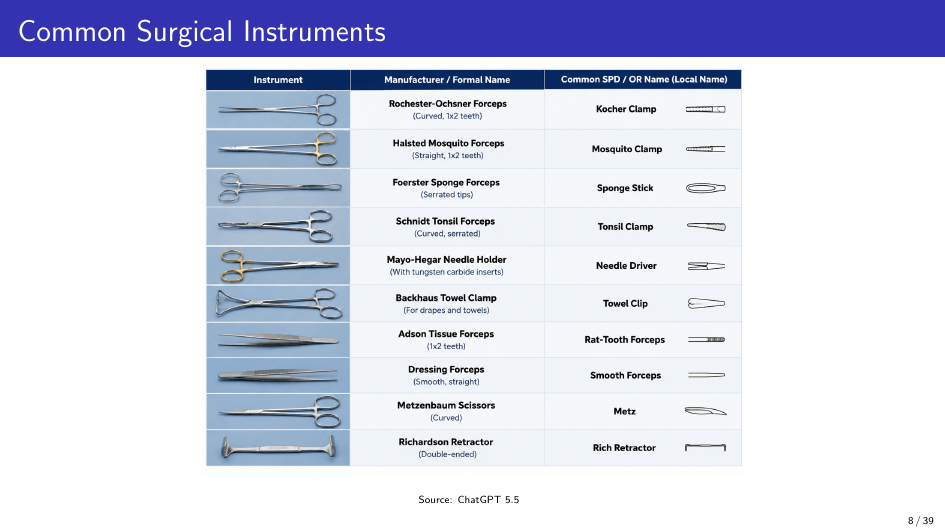 Common Surgical Instruments
Instrument
Manufacturer / Formal Name
Common SPD / OR Name (Local Name)
Rochester-Ochsner Forceps
(Curved, 1x2 teeth)
Kocher Clamp
Halsted Mosquito Forceps
(Straight, 1x2 teeth)
Mosquito Clamp
Foerster Sponge Forceps
(Serrated tips)
Sponge Stick
Schnidt Tonsil Forceps
(Curved, serrated)
Tonsil Clamp
Mayo-Hegar Needle Holder
(With tungsten carbide inserts)
Needle Driver
Backhaus Towel Clamp
(For drapes and towels)
Towel Clip
Adson Tissue Forceps
(1x2 teeth)
Rat-Tooth Forceps
Dressing Forceps
(Smooth, straight)
Smooth Forceps
Metzenbaum Scissors
(Curved)
Metz
Richardson Retractor
(Double-ended)
Rich Retractor
Source: ChatGPT 5.5
8 / 39